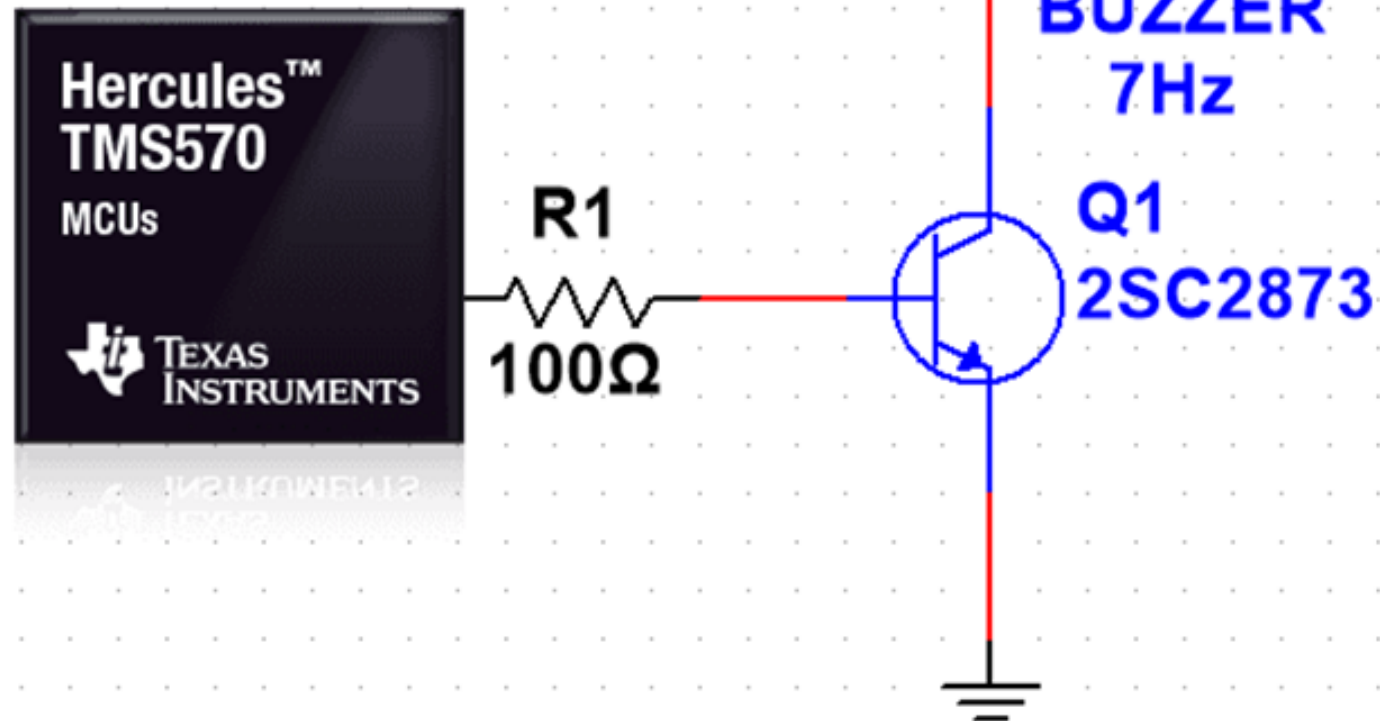 Hercules™
TMS570
MCUs
TEXAS
INSTRUMENTS
R1
100Ω
BUZZER
7Hz
Q1
2SC2873